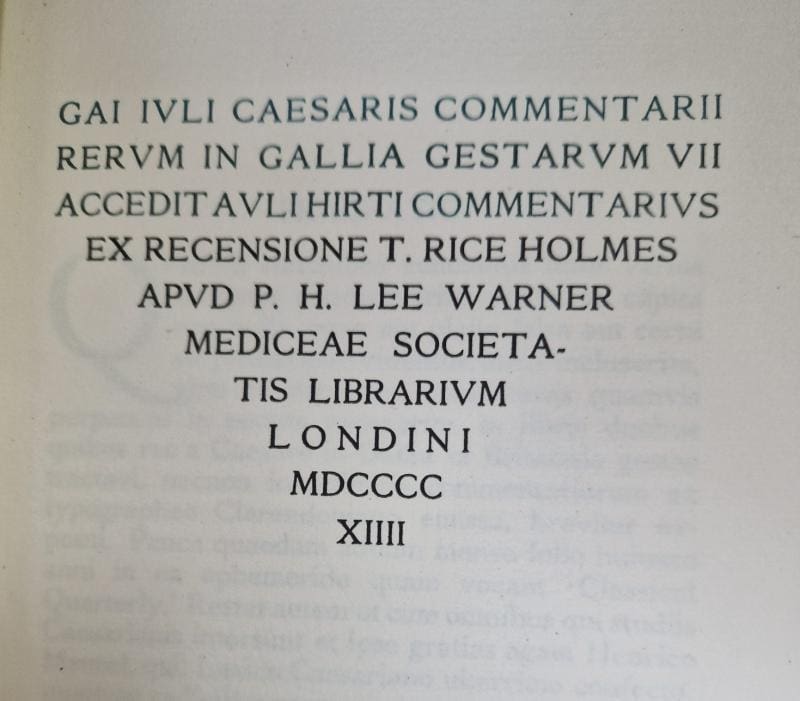 GAI IVLI CAESARIS COMMENTARII
RERVM IN GALLIA GESTARVM VII
ACCEDIT AVLI HIRTI COMMENTARIVS
EX RECENSIONE T. RICE HOLMES
APVD P. H. LEE WARNER
MEDICEAE SOCIETA-
TIS LIBRARIVM
LONDINI
MDCCCC
XIIII